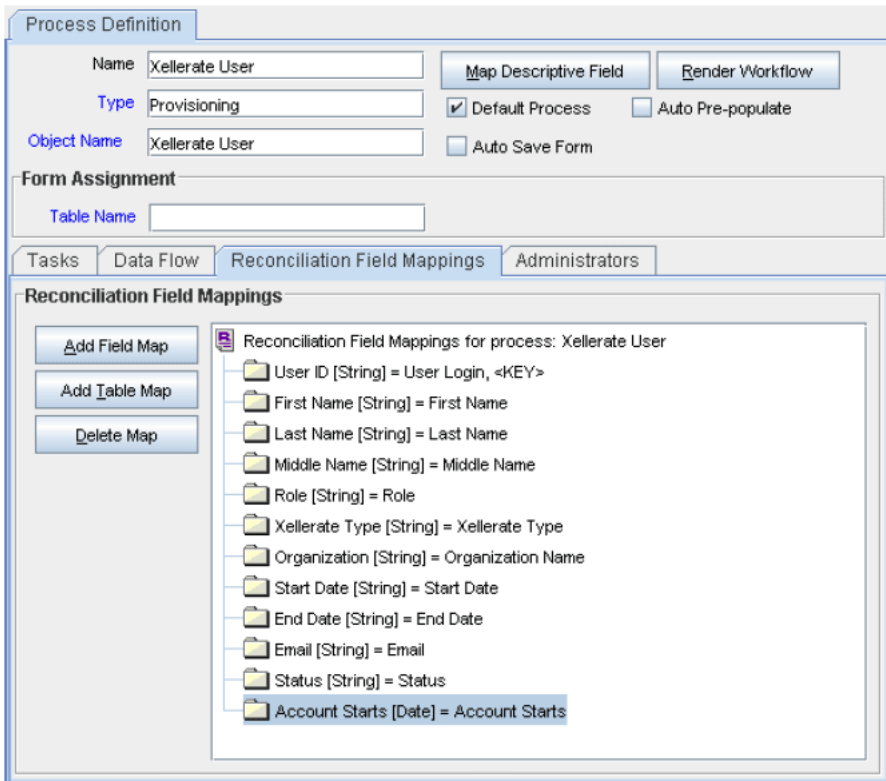 Process Definition
Name Xellerate User Map Descriptive Field Render Workflow
Type Provisioning Default Process Auto Pre-populate
Object Name Xellerate User Auto Save Form
Form Assignment
Table Name
Tasks Data Flow Reconciliation Field Mappings Administrators
Reconciliation Field Mappings
Add Field Map
Add Table Map
Delete Map
Reconciliation Field Mappings for process: Xellerate User
User ID [String] = User Login, <KEY>
First Name [String] = First Name
Last Name [String] = Last Name
Middle Name [String] = Middle Name
Role [String] = Role
Xellerate Type [String] = Xellerate Type
Organization [String] = Organization Name
Start Date [String] = Start Date
End Date [String] = End Date
Email [String] = Email
Status [String] = Status
Account Starts [Date] = Account Starts